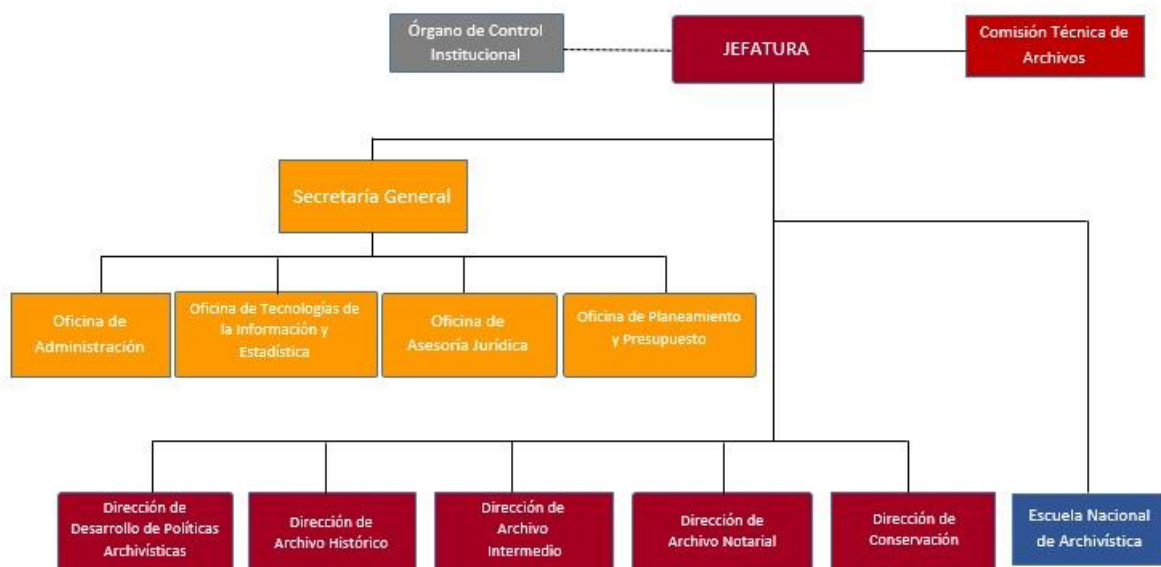 Órgano de Control
Institucional
JEFATURA
Comisión Técnica de
Archivos
Secretaría General
Oficina de
Administración
Oficina de Tecnologías de
la Información y
Estadística
Oficina de
Asesoría Jurídica
Oficina de Planeamiento
y Presupuesto
Dirección de
Desarrollo de Políticas
Archivísticas
Dirección de
Archivo Histórico
Dirección de
Archivo
Intermedio
Dirección de
Archivo Notarial
Dirección de
Conservación
Escuela Nacional
de Archivística